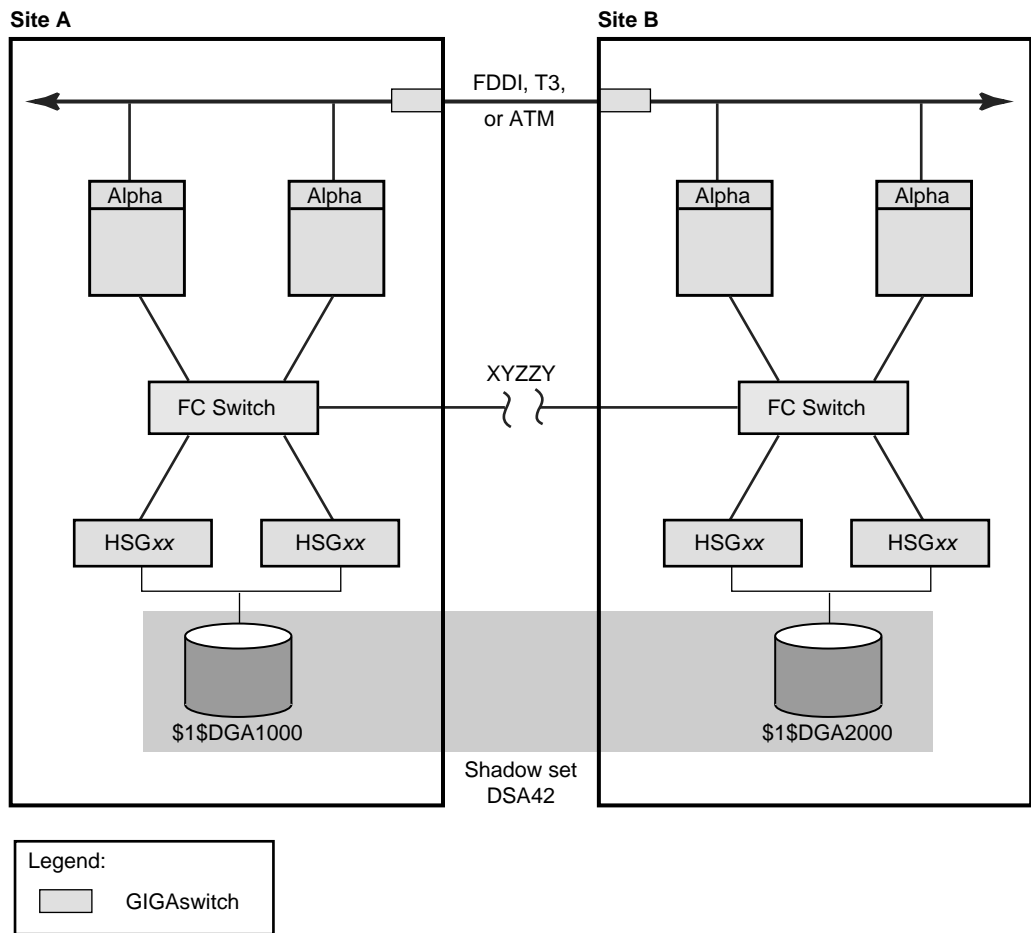 Site A
Site B
FDDI, T3,
or ATM
Alpha
Alpha
Alpha
Alpha
XYZZY
FC Switch
FC Switch
HSGxx
HSGxx
HSGxx
HSGxx
$1$DGA1000
$1$DGA2000
Shadow set
DSA42
Legend:
GIGAswitch